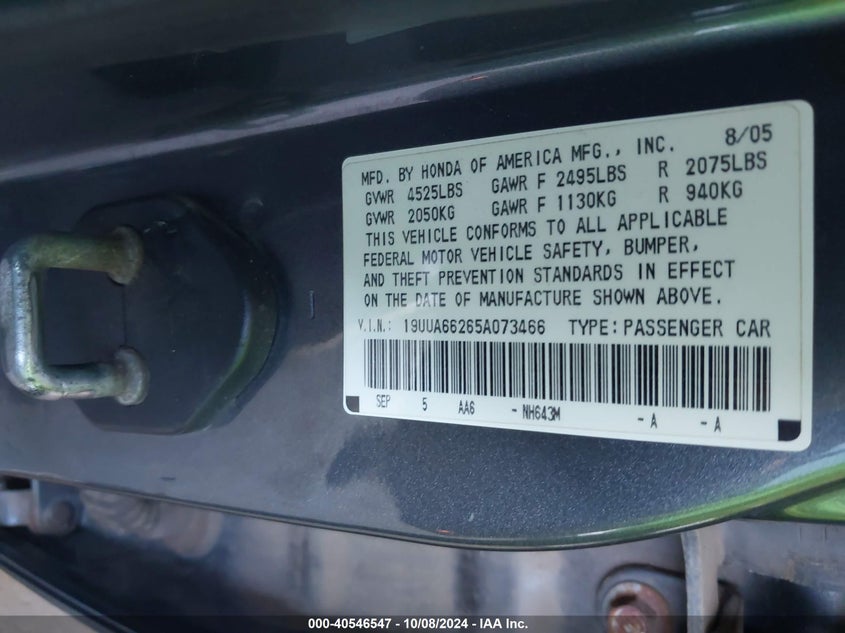 8/05
MFD. BY HONDA OF AMERICA MFG., INC.
GVWR 4525LBS GAWR F 2495LBS R 2075LBS
GVWR 2050KG GAWR F 1130KG R 940KG
THIS VEHICLE CONFORMS TO ALL APPLICABLE
FEDERAL MOTOR VEHICLE SAFETY, BUMPER,
AND THEFT PREVENTION STANDARDS IN EFFECT
ON THE DATE OF MANUFACTURE SHOWN ABOVE.
V.I.N.: 19UUA66265A073466 TYPE: PASSENGER CAR
SEP 5 AA6 - NH643M - A - A
000-40546547 - 10/08/2024 - IAA Inc.